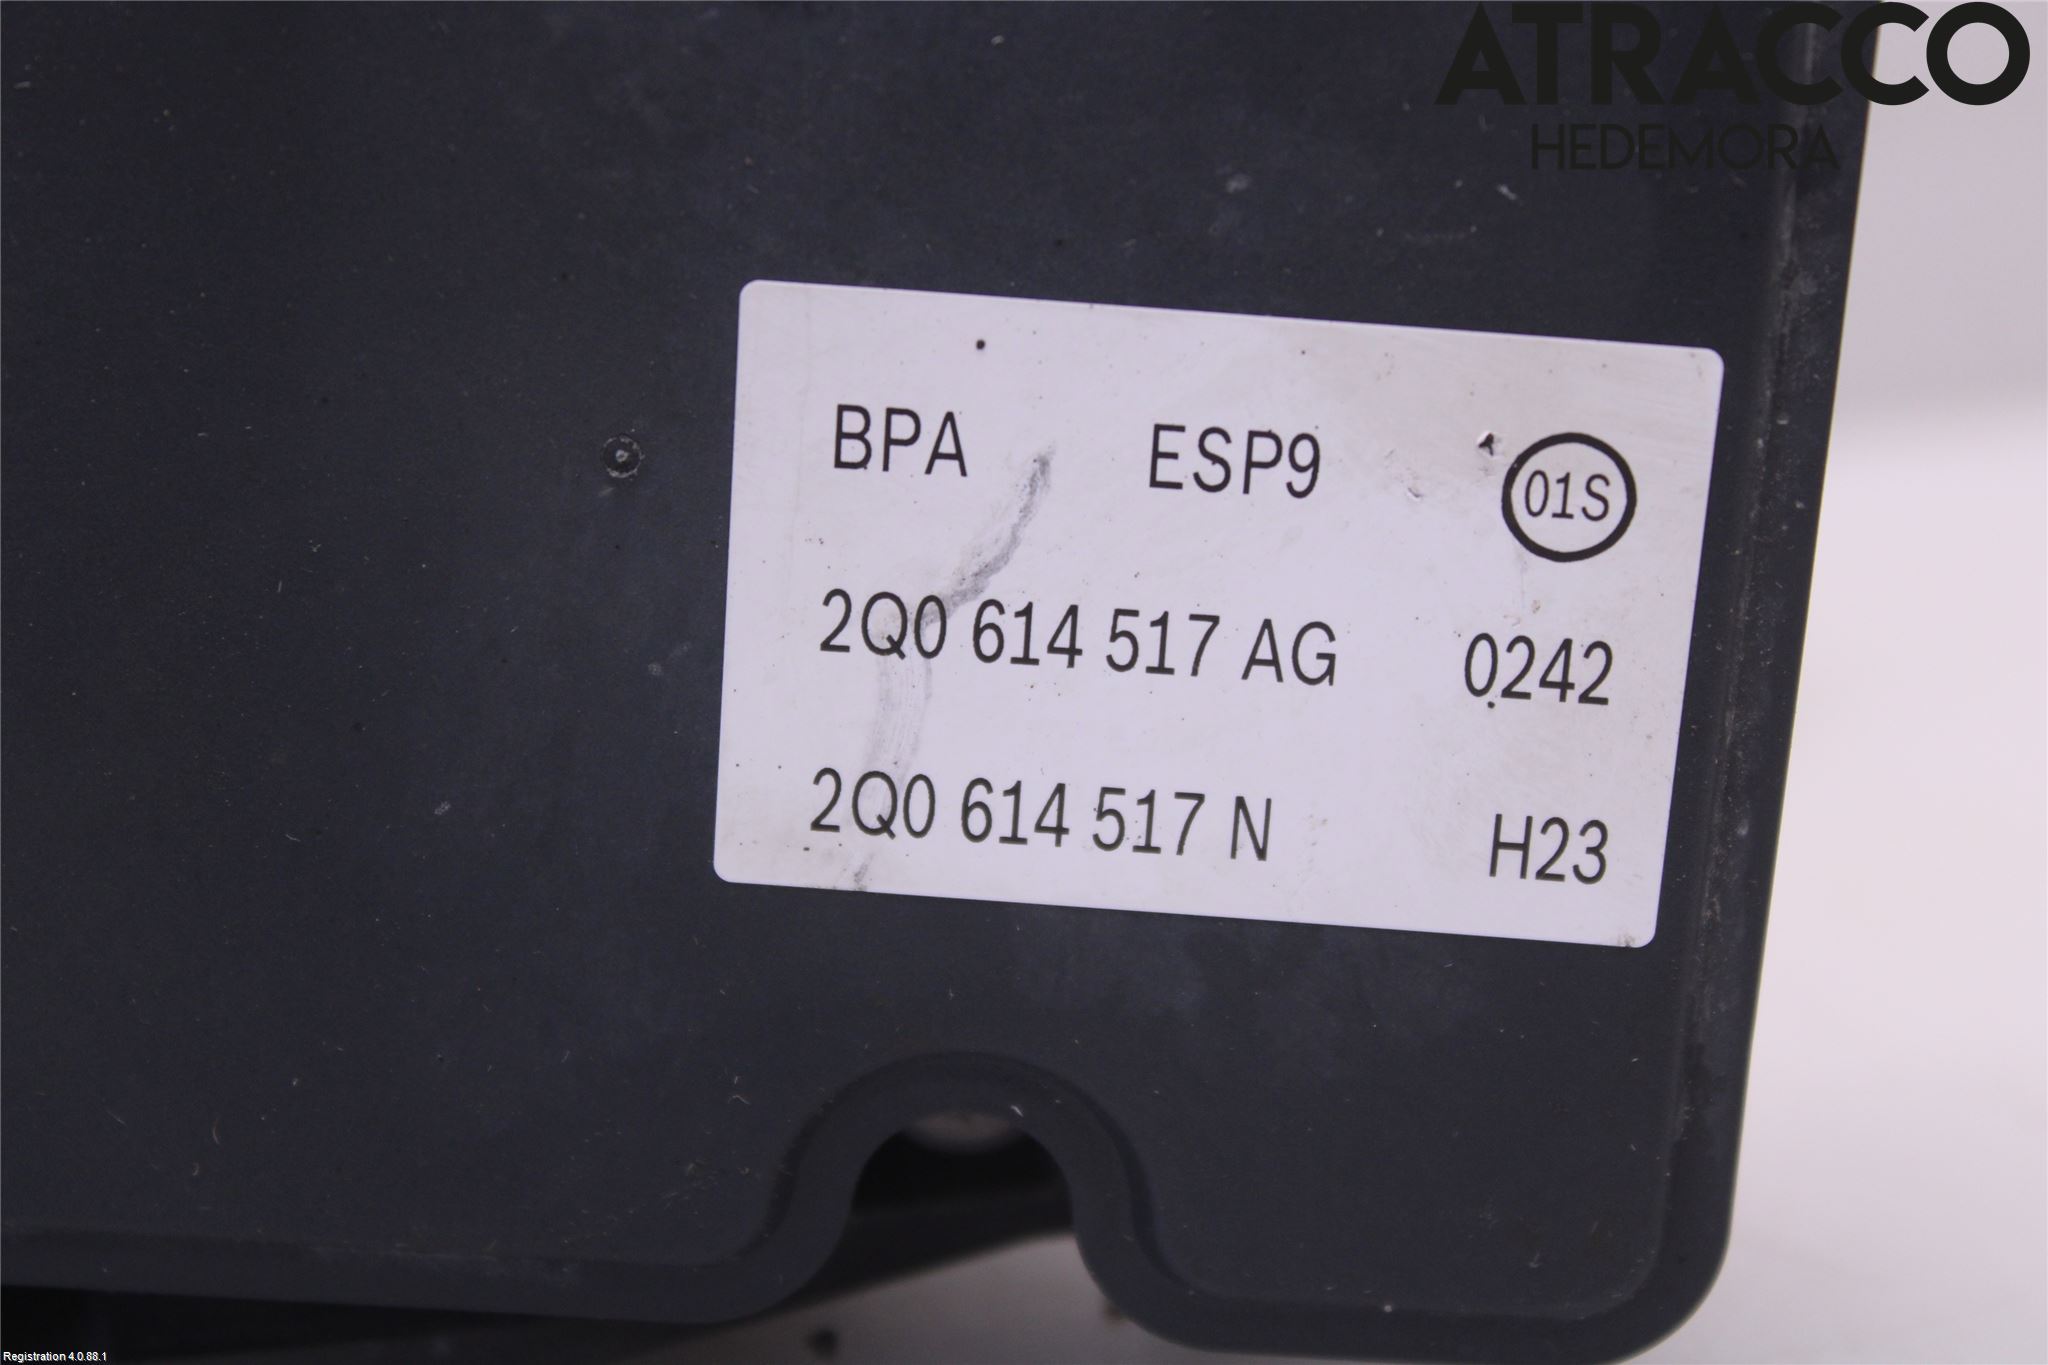 ATRACCO
HEDEMORA
BPA ESP9 01S
2Q0 614 517 AG 0242
2Q0 614 517 N H23
Registration 4.0.88.1